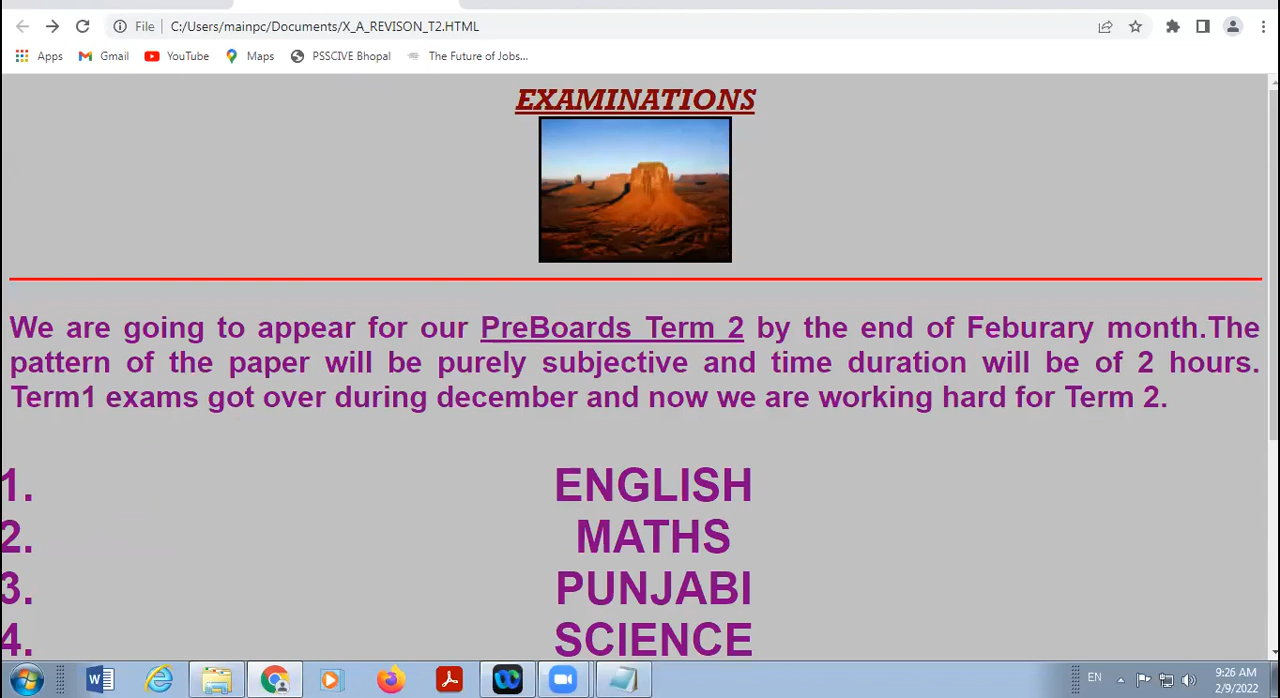 File | C:/Users/mainpc/Documents/X_A_REVISON_T2.HTML
Apps Gmail YouTube Maps PSSCIVE Bhopal The Future of Jobs...
EXAMINATIONS
We are going to appear for our PreBoards Term 2 by the end of Feburary month.The
pattern of the paper will be purely subjective and time duration will be of 2 hours.
Term1 exams got over during december and now we are working hard for Term 2.
1. ENGLISH
2. MATHS
3. PUNJABI
4. SCIENCE
EN
9:26 AM
2/9/2022